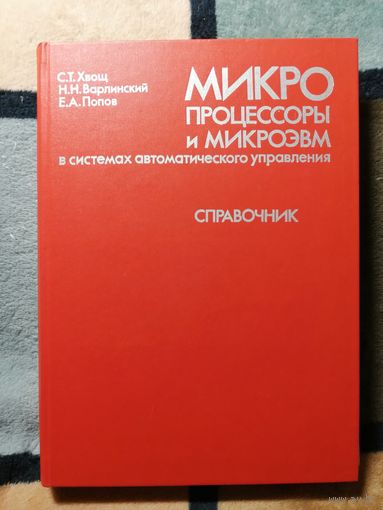 С.Т. Хвощ
Н.Н. Варлинский
Е.А. Попов
МИКРО
ПРОЦЕССОРЫ
И МИКРОЭВМ
В СИСТЕМАХ АВТОМАТИЧЕСКОГО УПРАВЛЕНИЯ
СПРАВОЧНИК